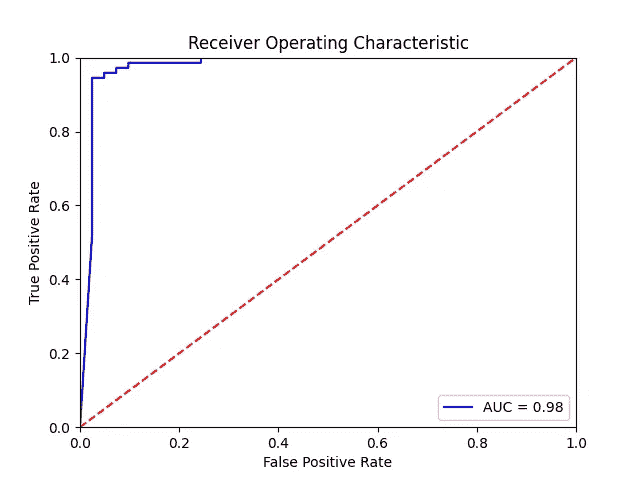 Receiver Operating Characteristic
True Positive Rate
1.0
0.8
0.6
0.4
0.2
0.0
AUC = 0.98
0.0 0.2 0.4 0.6 0.8 1.0
False Positive Rate